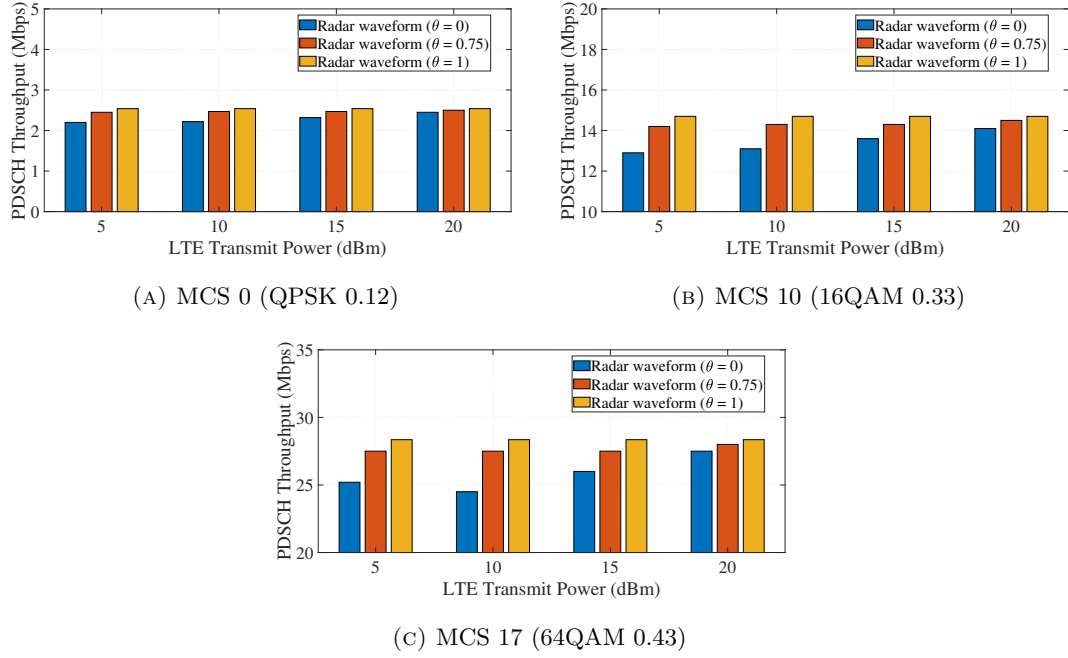 PDSCH Throughput (Mbps)
5
4
3
2
1
0
Radar waveform (θ = 0)
Radar waveform (θ = 0.75)
Radar waveform (θ = 1)
5 10 15 20
LTE Transmit Power (dBm)
(A) MCS 0 (QPSK 0.12)
PDSCH Throughput (Mbps)
20
18
16
14
12
10
Radar waveform (θ = 0)
Radar waveform (θ = 0.75)
Radar waveform (θ = 1)
5 10 15 20
LTE Transmit Power (dBm)
(B) MCS 10 (16QAM 0.33)
PDSCH Throughput (Mbps)
35
30
25
20
Radar waveform (θ = 0)
Radar waveform (θ = 0.75)
Radar waveform (θ = 1)
5 10 15 20
LTE Transmit Power (dBm)
(C) MCS 17 (64QAM 0.43)